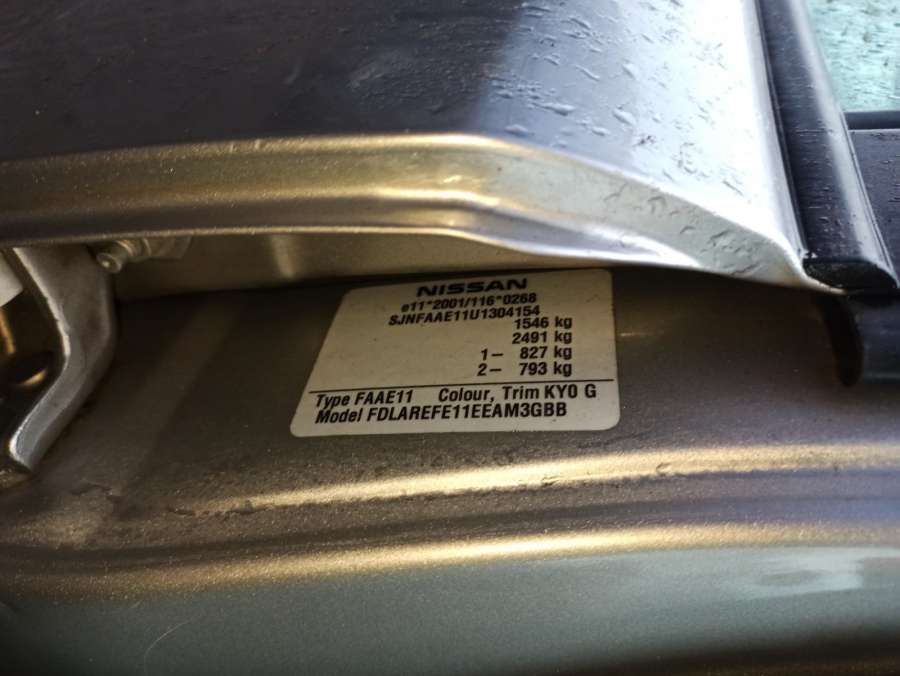 NISSAN
e11*2001/116*0268
SJNFAAE11U1304154
1546 kg
2491 kg
1- 827 kg
2- 793 kg
Type FAAE11 Colour, Trim KY0 G
Model FDLAREFE11EEAM3GBB